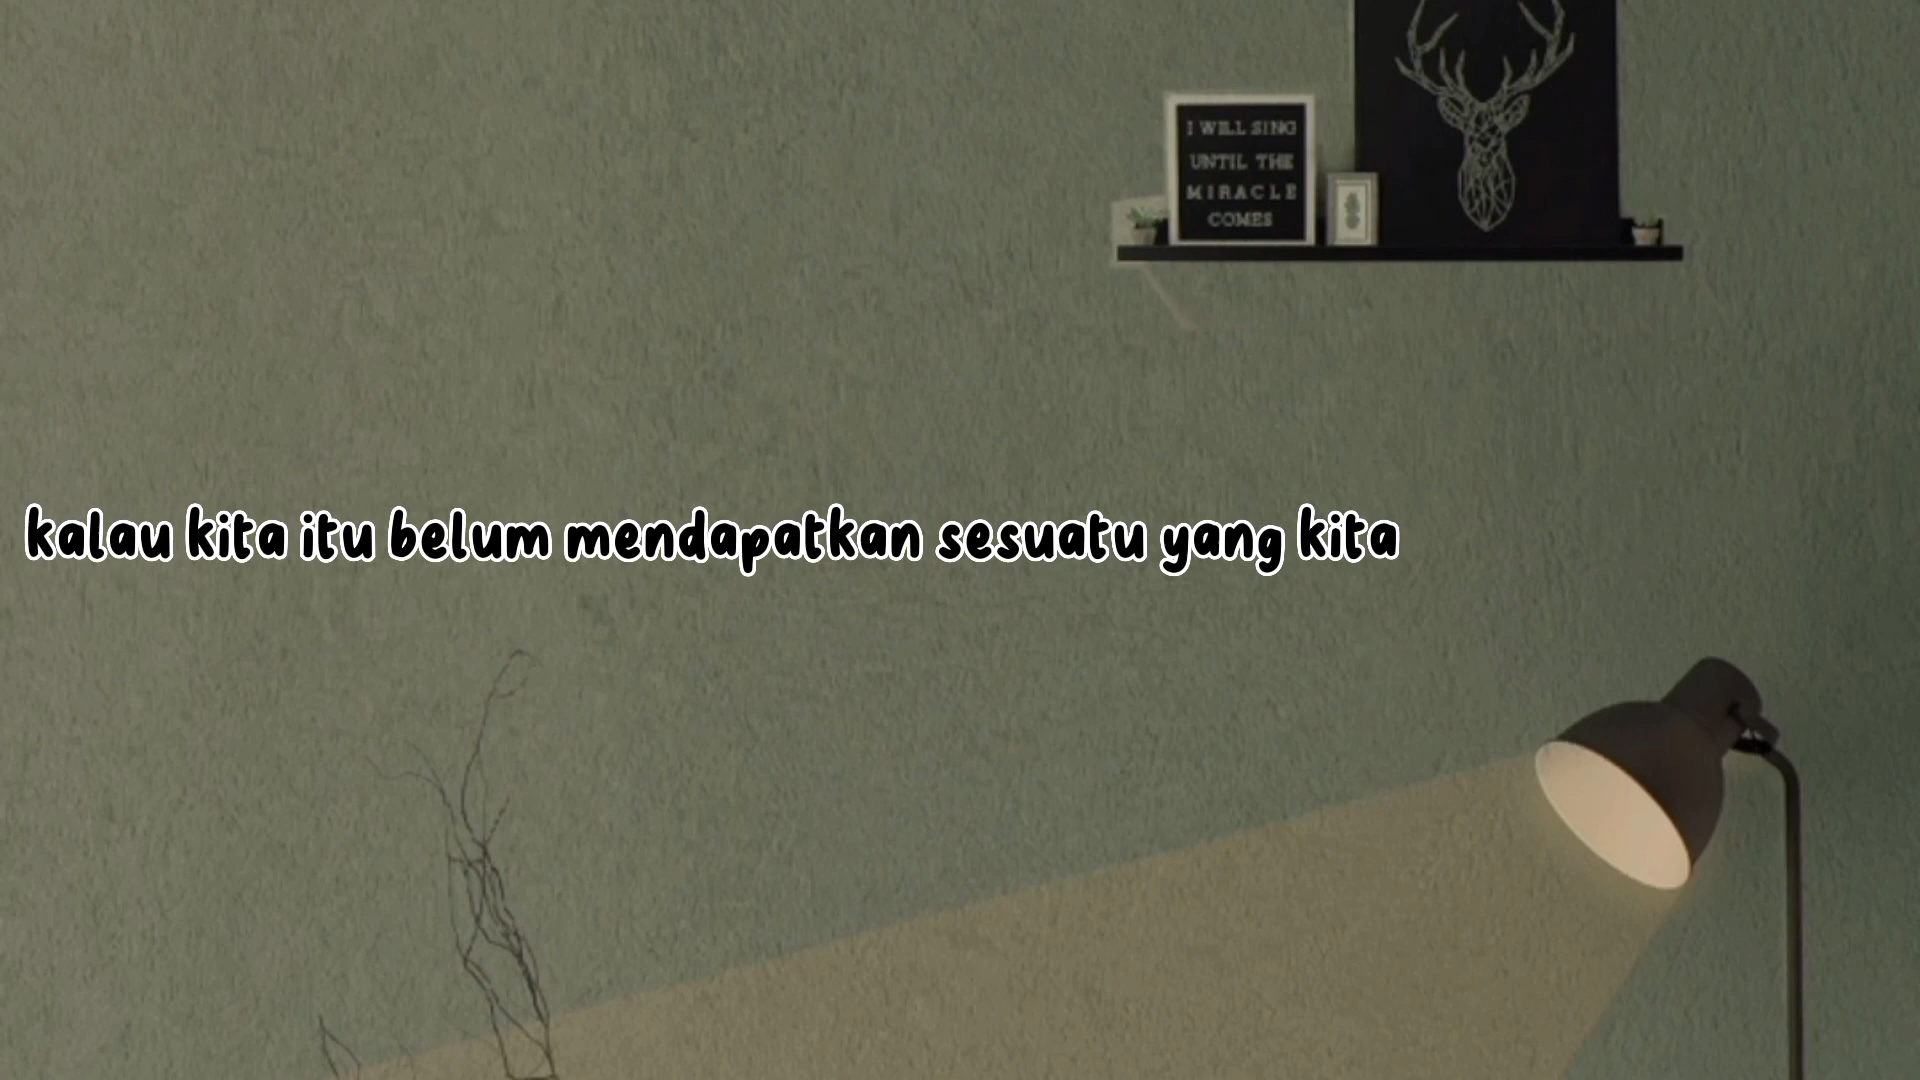 I WILL SING
UNTIL THE
MIRACLE
COMES
kalau kita itu belum mendapatkan sesuatu yang kita